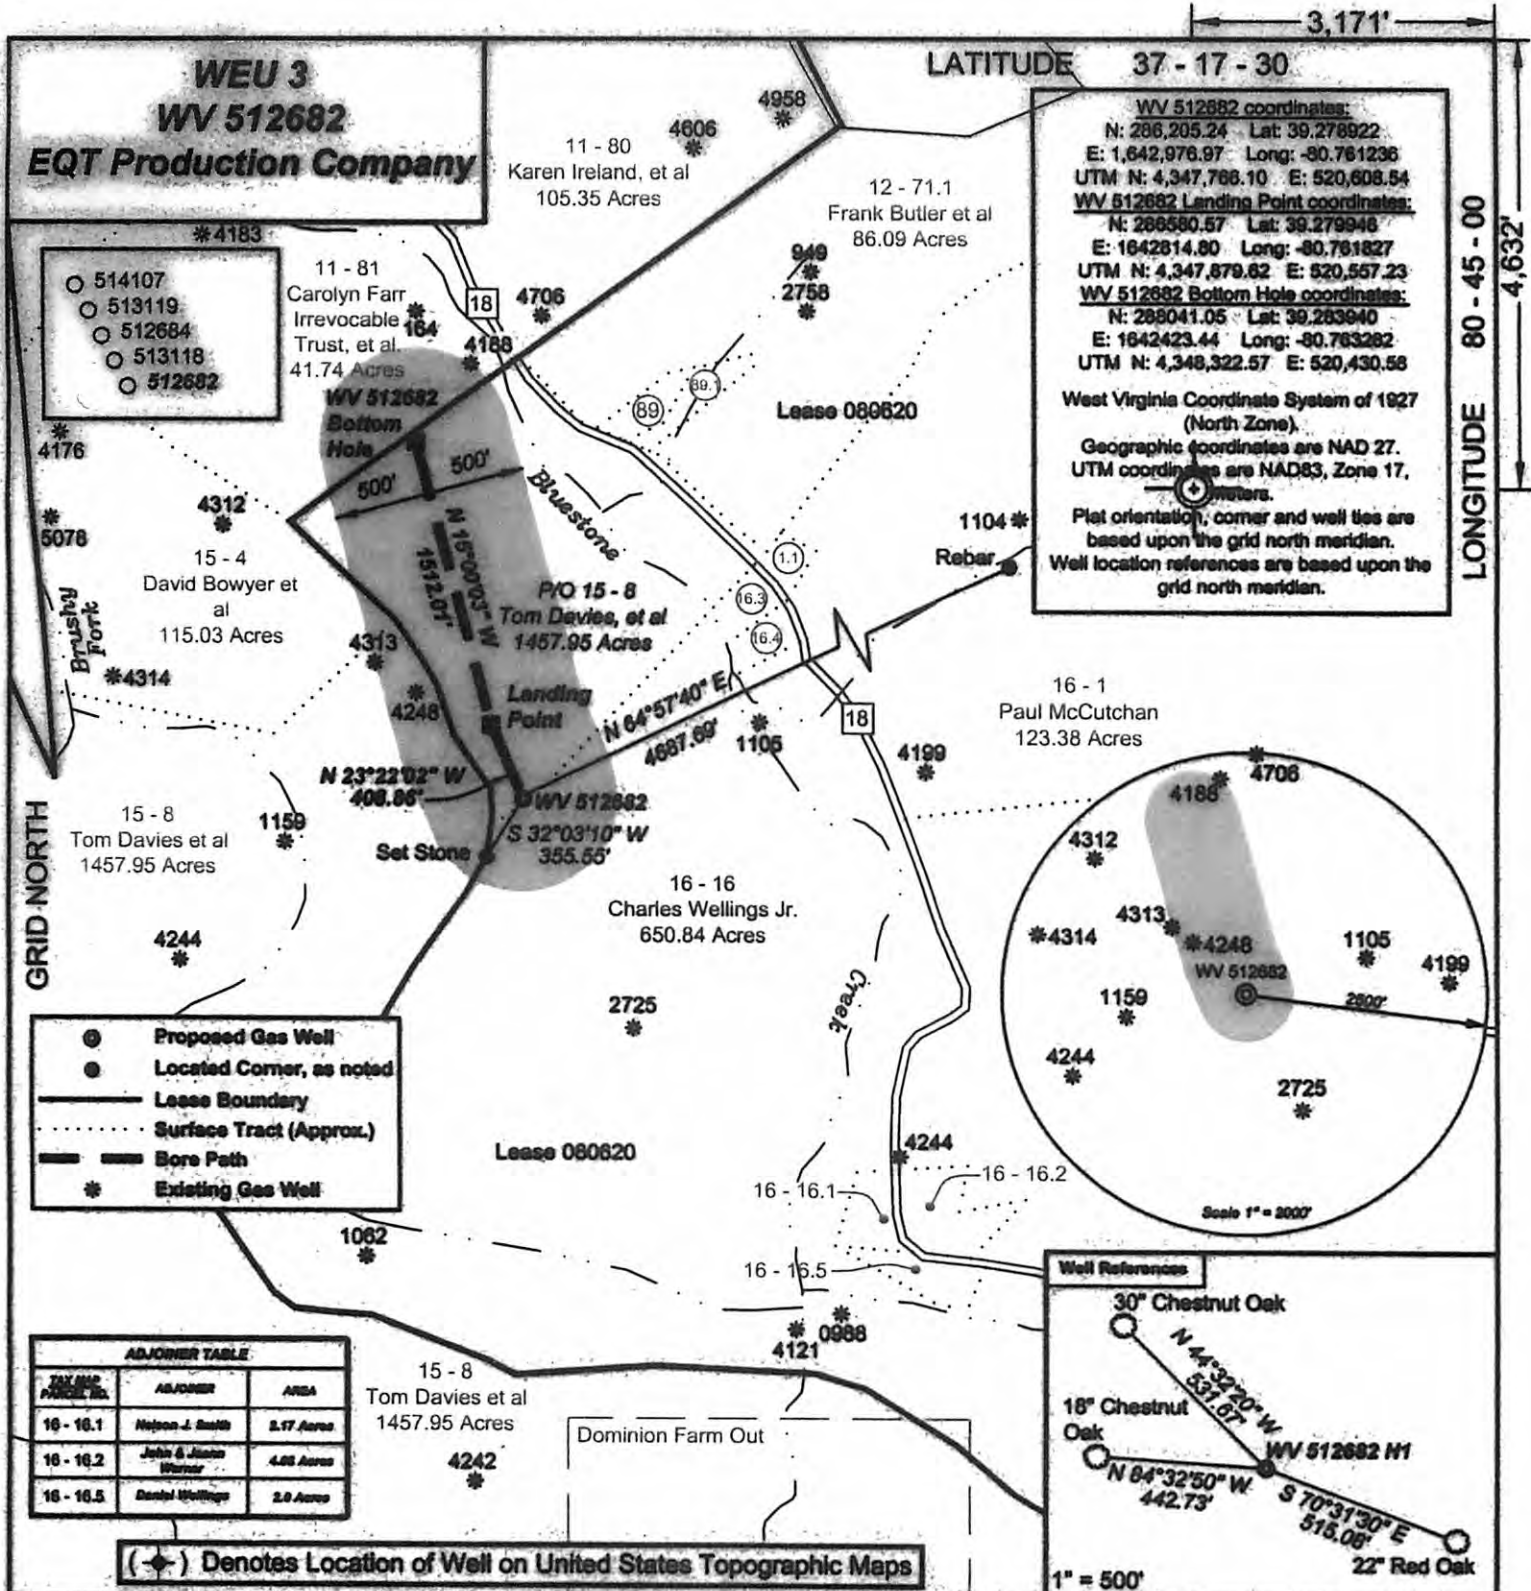 3,171'
WEU 3
WV 512682
EQT Production Company
LATITUDE 37 - 17 - 30
4,632'
LONGITUDE 80 - 45 - 00
WV 512682 coordinates:
N: 286,205.24 Lat: 39.278922
E: 1,642,976.97 Long: -80.761236
UTM N: 4,347,766.10 E: 520,608.54
WV 512682 Landing Point coordinates:
N: 286580.57 Lat: 39.279946
E: 1642814.80 Long: -80.761827
UTM N: 4,347,879.62 E: 520,557.23
WV 512682 Bottom Hole coordinates:
N: 288041.05 Lat: 39.283940
E: 1642423.44 Long: -80.763282
UTM N: 4,348,322.57 E: 520,430.58
West Virginia Coordinate System of 1927
(North Zone).
Geographic coordinates are NAD 27.
UTM coordinates are NAD83, Zone 17,
Meters.
Plat orientation, corner and well ties are
based upon the grid north meridian.
Well location references are based upon the
grid north meridian.
4958
4606
11 - 80
Karen Ireland, et al
105.35 Acres
12 - 71.1
Frank Butler et al
86.09 Acres
949
2758
4183
514107
513119
512684
513118
512682
11 - 81
Carolyn Farr
Irrevocable
Trust, et al.
41.74 Acres
164
18
4706
4188
89
89.1
Lease 080620
WV 512682
Bottom
Hole
500'
500'
4176
5078
4312
Bluestone
15 - 4
David Bowyer et
al
115.03 Acres
Brushy
Fork
4314
4313
4248
N 15°00'03" W
1512.01'
P/O 15 - 8
Tom Davies, et al
1457.95 Acres
1104
Rebar
1.1
16.3
16.4
Landing
Point
N 64°57'40" E
4687.69'
1105
18
16 - 1
Paul McCutchan
123.38 Acres
4199
N 23°22'02" W
408.86'
WV 512682
S 32°03'10" W
355.55'
Set Stone
GRID NORTH
15 - 8
Tom Davies et al
1457.95 Acres
1159
16 - 16
Charles Wellings Jr.
650.84 Acres
4244
2725
Creek
4706
4188
4312
4313
4314
4248
WV 512682
1105
4199
1159
2600'
4244
2725
Scale 1" = 2000'
Proposed Gas Well
Located Corner, as noted
Lease Boundary
Surface Tract (Approx.)
Bore Path
Existing Gas Well
Lease 080620
4244
16 - 16.1
16 - 16.2
16 - 16.5
1062
0988
4121
ADJOINER TABLE
TAX MAP PARCEL NO. ADJOINER AREA
16 - 16.1 Nelson J. Smith 2.17 Acres
16 - 16.2 John & Warner Acres
16 - 16.5 Daniel Wellings 2.0 Acres
15 - 8
Tom Davies et al
1457.95 Acres
4242
Dominion Farm Out
Well References
30" Chestnut Oak
N 44°32'20" W
531.67'
18" Chestnut
Oak
WV 512682 H1
N 84°32'50" W
442.73'
S 70°31'30" E
515.08'
22" Red Oak
1" = 500'
( ) Denotes Location of Well on United States Topographic Maps